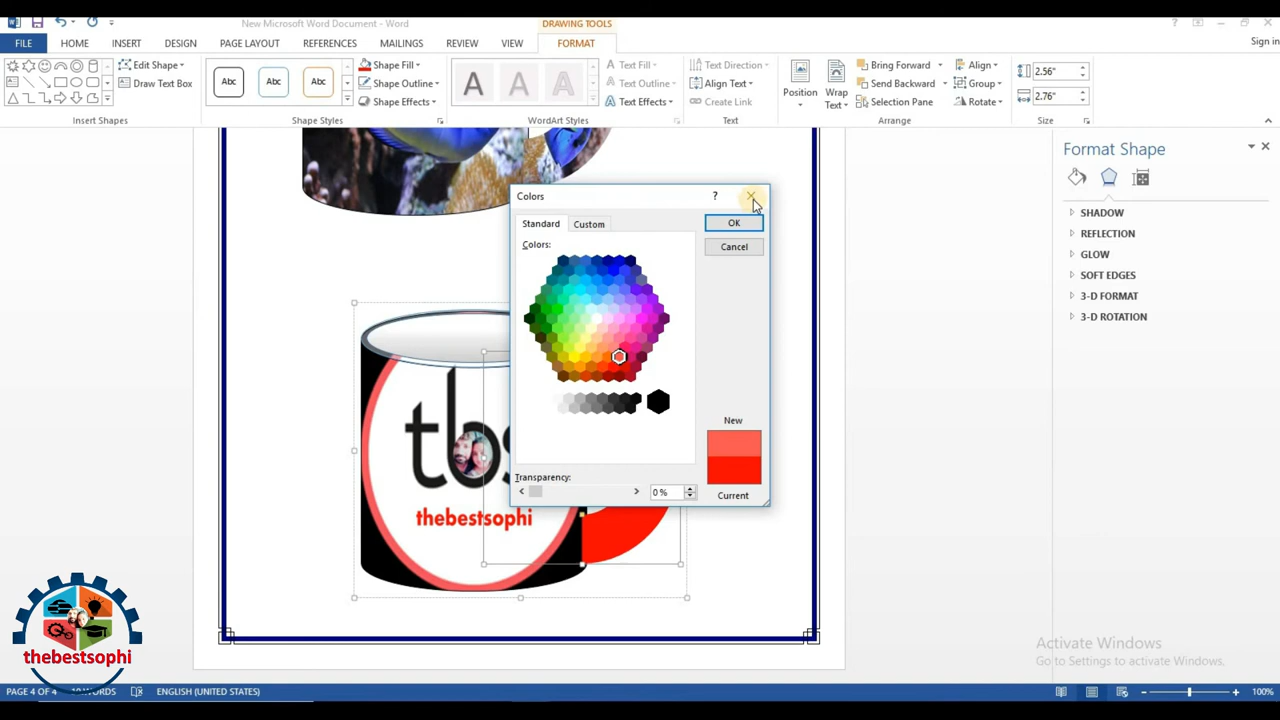 New Microsoft Word Document - Word
DRAWING TOOLS
?
FILE HOME INSERT DESIGN PAGE LAYOUT REFERENCES MAILINGS REVIEW VIEW FORMAT Sign in
Edit Shape
Draw Text Box
Insert Shapes
Abc Abc Abc
Shape Fill
Shape Outline
Shape Effects
Shape Styles
A A A
Text Fill
Text Outline
Text Effects
WordArt Styles
Text Direction
Align Text
Create Link
Text
Position
Wrap
Text
Bring Forward
Send Backward
Selection Pane
Align
Group
Rotate
Arrange
2.56"
2.76"
Size
Format Shape
SHADOW
REFLECTION
GLOW
SOFT EDGES
3-D FORMAT
3-D ROTATION
Colors ?
Standard Custom
OK
Cancel
Colors:
New
Current
Transparency:
0 %
tbs
thebestsophi
thebestsophi
Activate Windows
Go to Settings to activate Windows.
PAGE 4 OF 4 ENGLISH (UNITED STATES) 100%